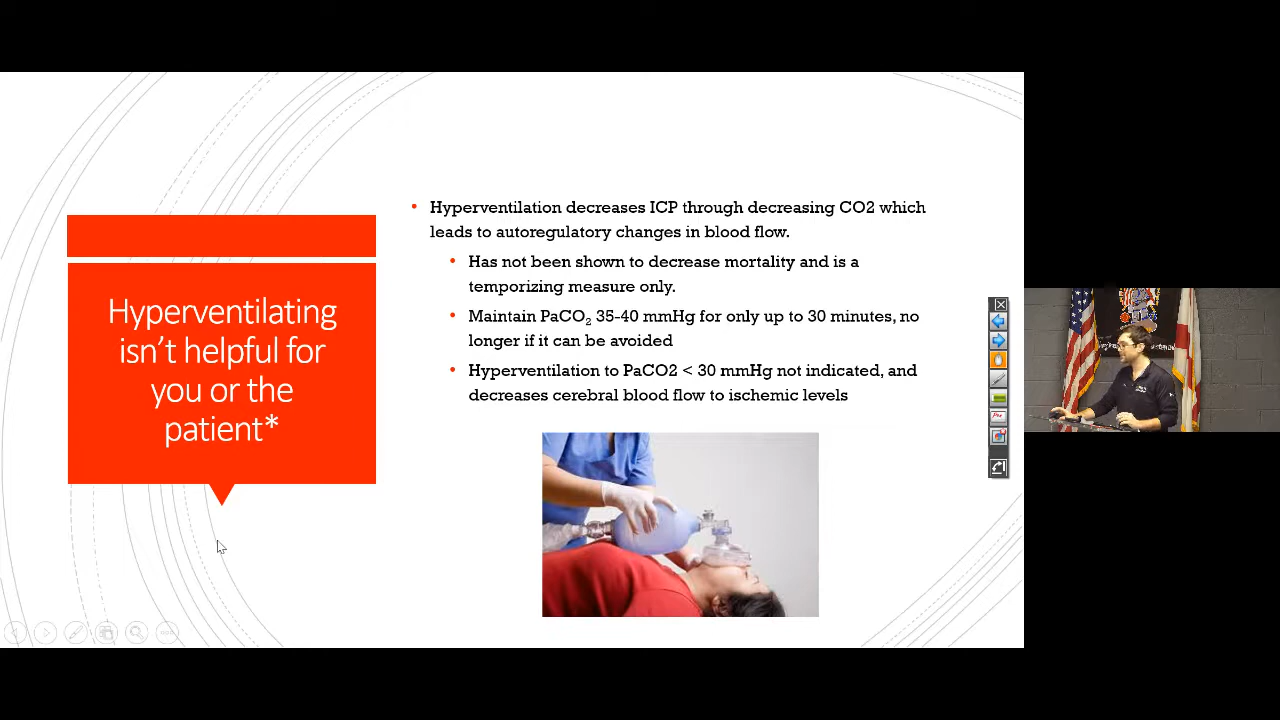 Hyperventilating
isn't helpful for
you or the
patient*
• Hyperventilation decreases ICP through decreasing CO2 which
leads to autoregulatory changes in blood flow.
• Has not been shown to decrease mortality and is a
temporizing measure only.
• Maintain PaCO₂ 35-40 mmHg for only up to 30 minutes, no
longer if it can be avoided
• Hyperventilation to PaCO2 < 30 mmHg not indicated, and
decreases cerebral blood flow to ischemic levels